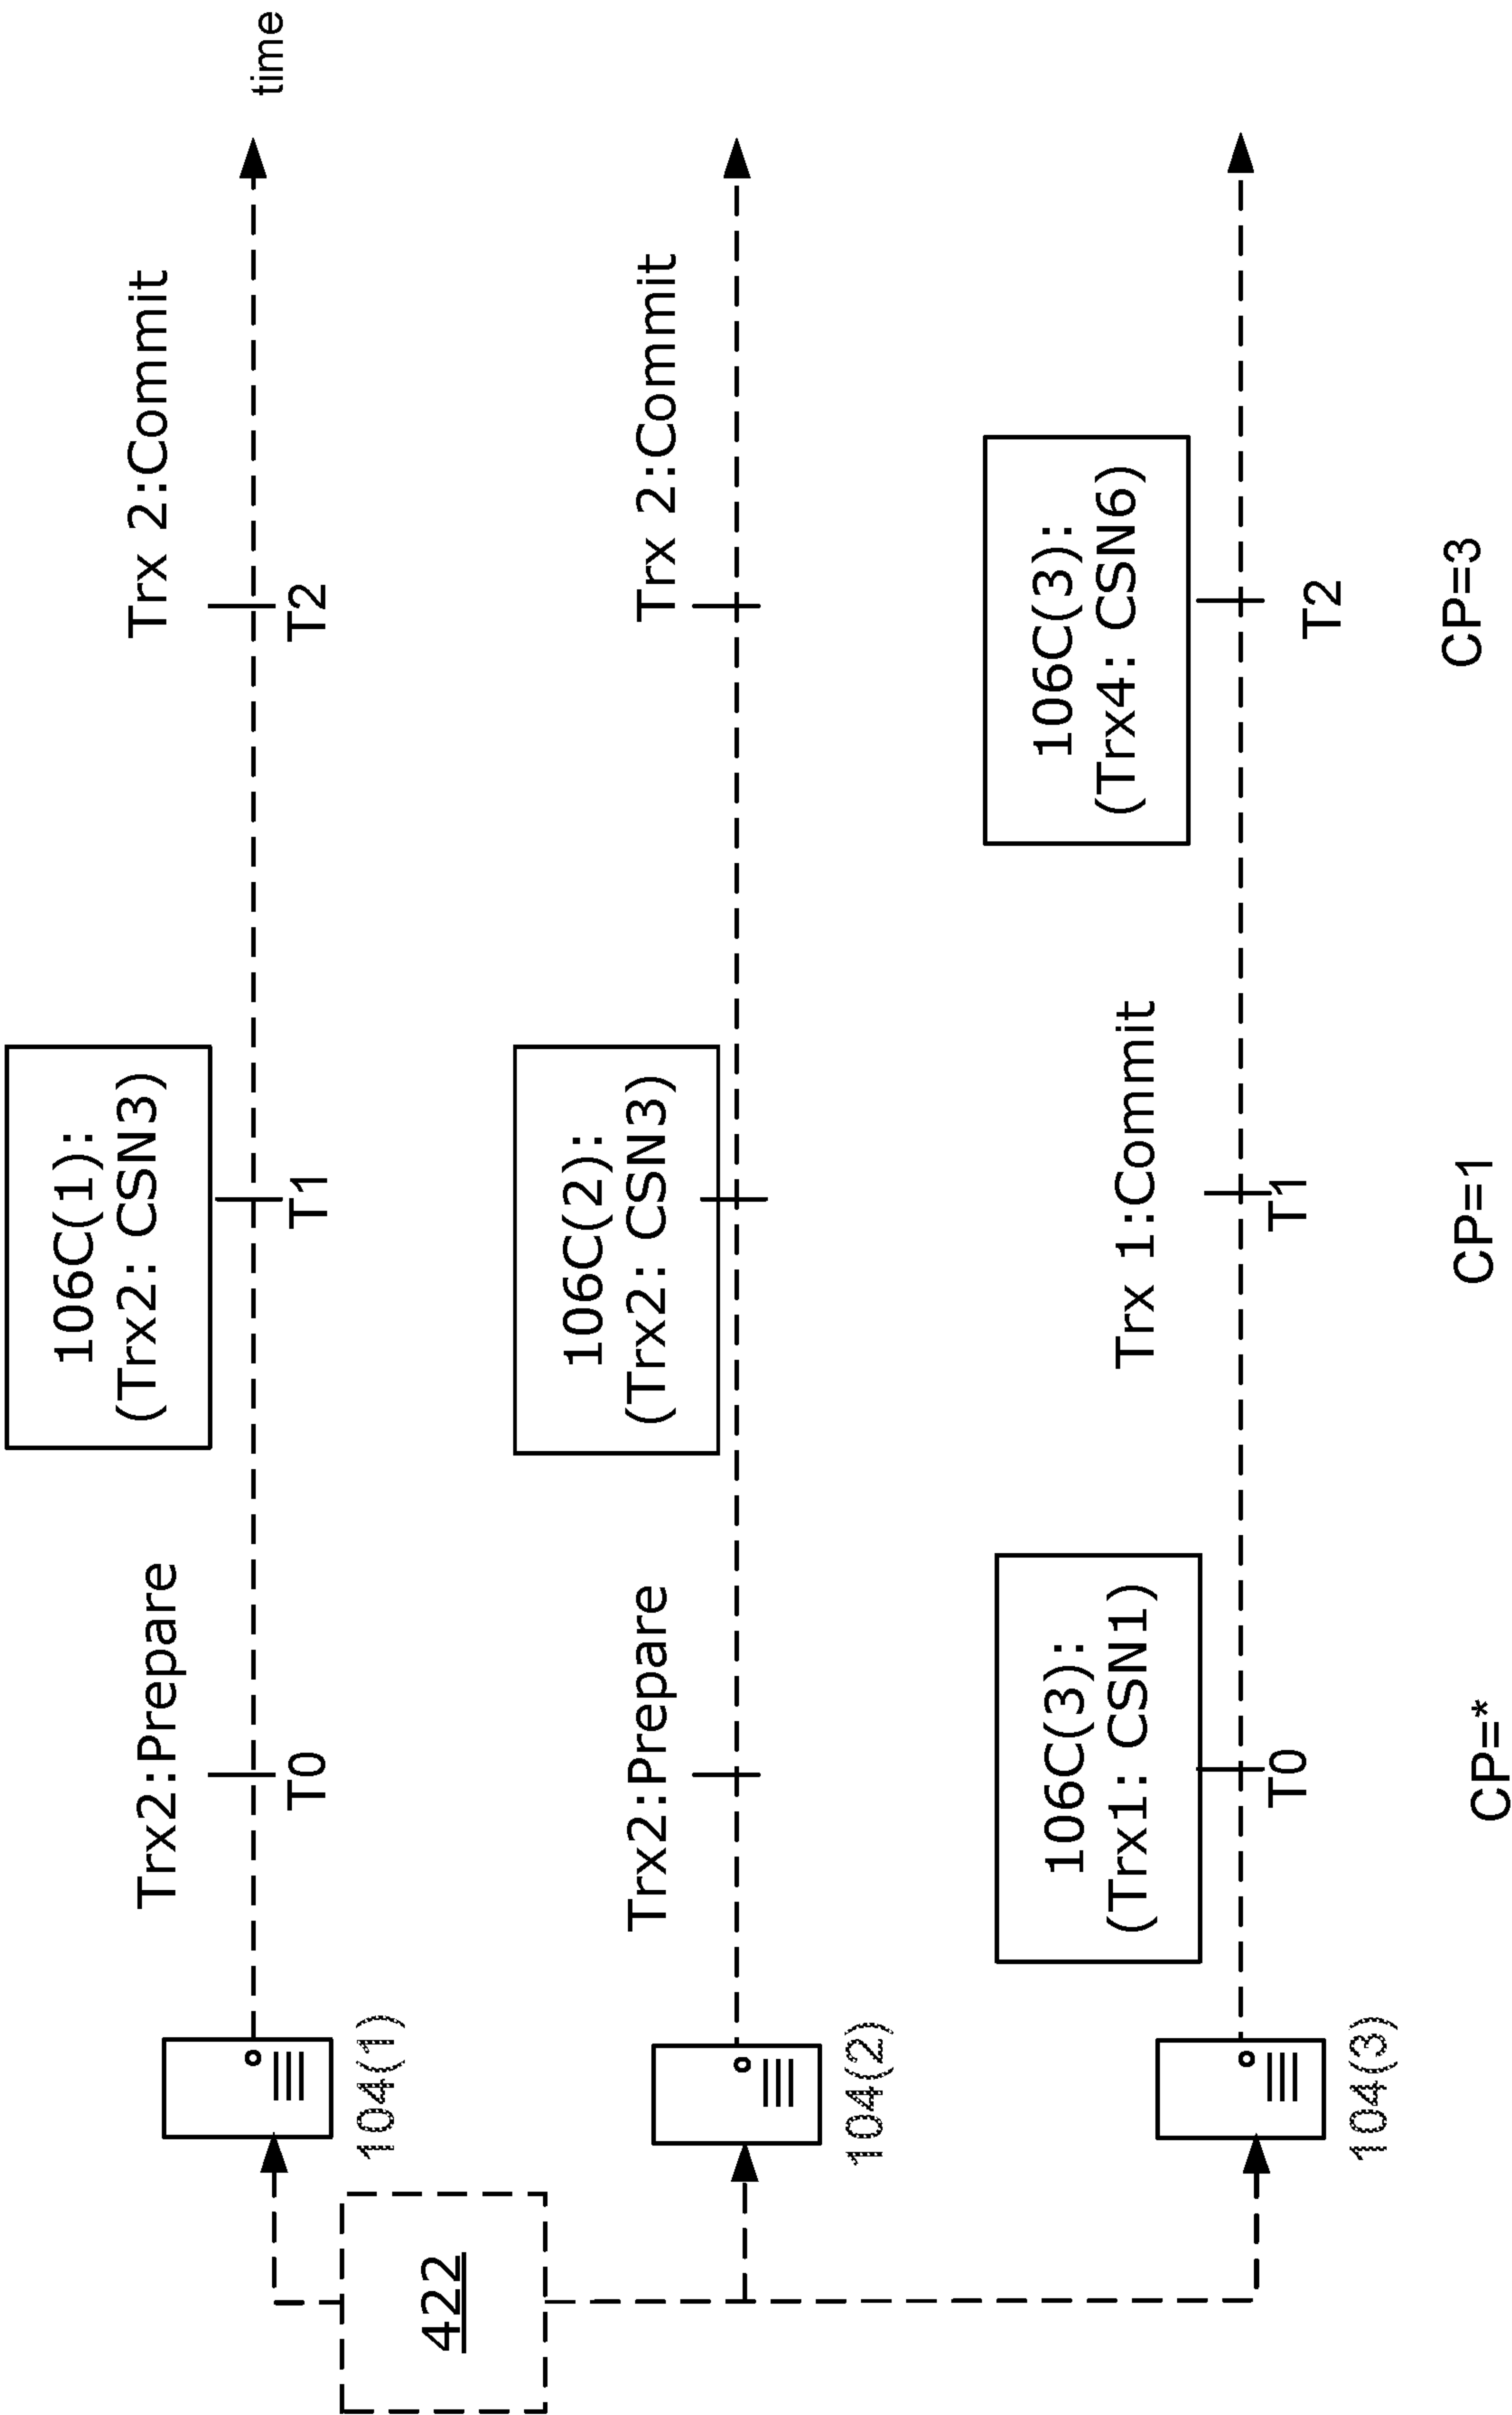 Trx2:Prepare
106C(1):
(Trx2: CSN3)
Trx 2:Commit
time
T0
T1
T2
104(1)
422
Trx2:Prepare
106C(2):
(Trx2: CSN3)
Trx 2:Commit
104(2)
106C(3):
(Trx1: CSN1)
Trx 1:Commit
106C(3):
(Trx4: CSN6)
T0
T1
T2
104(3)
CP=*
CP=1
CP=3